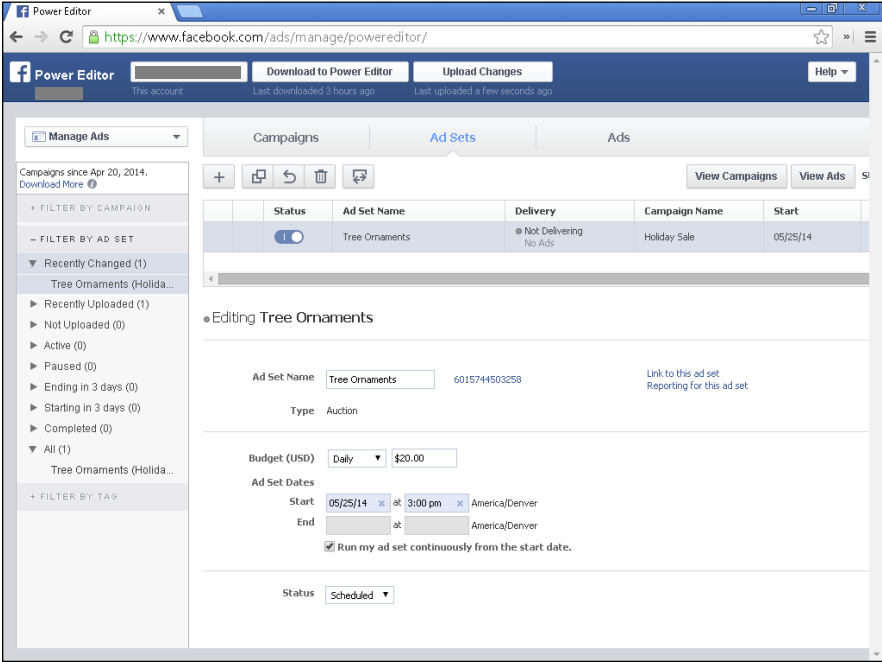 Power Editor
https://www.facebook.com/ads/manage/powereditor/
Power Editor
Download to Power Editor
Upload Changes
Help
This account
Last downloaded 3 hours ago
Last uploaded a few seconds ago
Manage Ads
Campaigns
Ad Sets
Ads
Campaigns since Apr 20, 2014.
Download More
View Campaigns
View Ads
+ FILTER BY CAMPAIGN
Status
Ad Set Name
Delivery
Campaign Name
Start
– FILTER BY AD SET
Tree Ornaments
Not Delivering
No Ads
Holiday Sale
05/25/14
Recently Changed (1)
Tree Ornaments (Holida...
Recently Uploaded (1)
Not Uploaded (0)
Active (0)
Paused (0)
Ending in 3 days (0)
Starting in 3 days (0)
Completed (0)
All (1)
Tree Ornaments (Holida...
+ FILTER BY TAG
Editing Tree Ornaments
Ad Set Name
Tree Ornaments
6015744503258
Link to this ad set
Reporting for this ad set
Type
Auction
Budget (USD)
Daily
$20.00
Ad Set Dates
Start
05/25/14 × at 3:00 pm × America/Denver
End
at
America/Denver
Run my ad set continuously from the start date.
Status
Scheduled